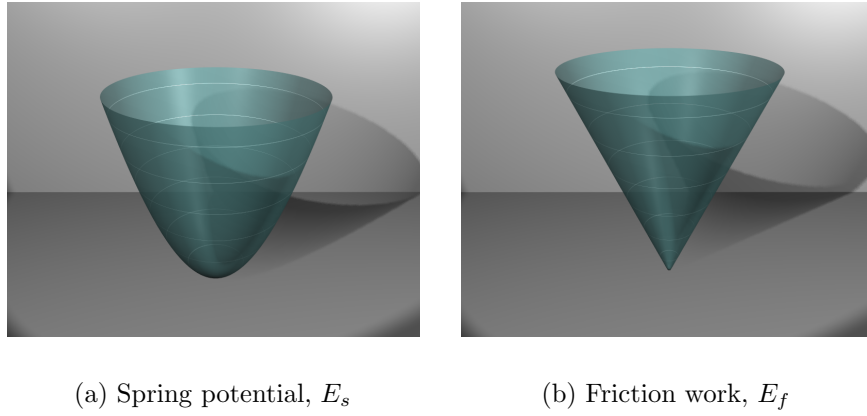 (a) Spring potential, E_s
(b) Friction work, E_f